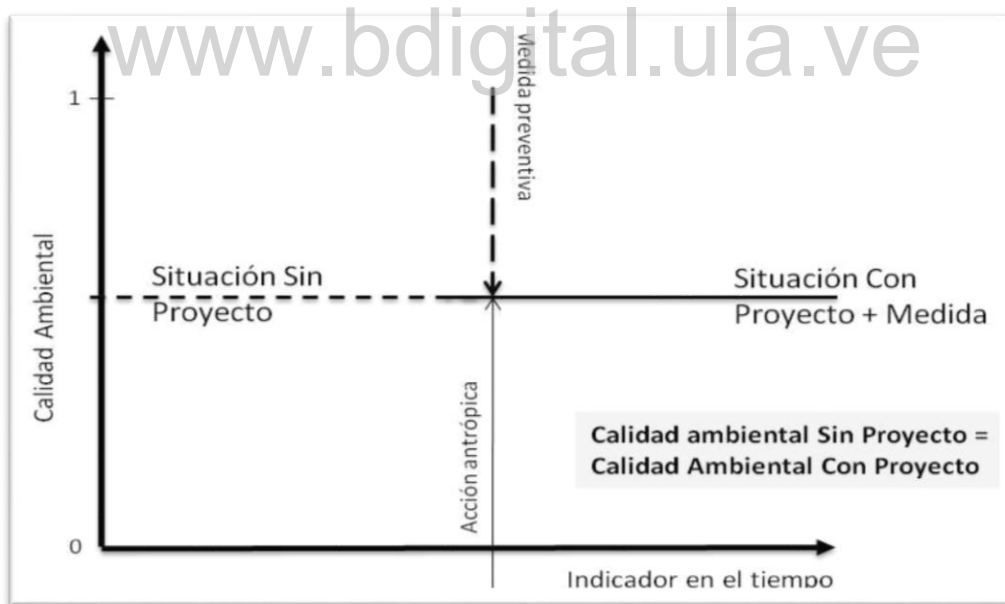 www.bdigital.ula.ve
Medida preventiva
1
Calidad Ambiental
Situación Sin
Proyecto
Situación Con
Proyecto + Medida
Acción antrópica
Calidad ambiental Sin Proyecto =
Calidad Ambiental Con Proyecto
0
Indicador en el tiempo